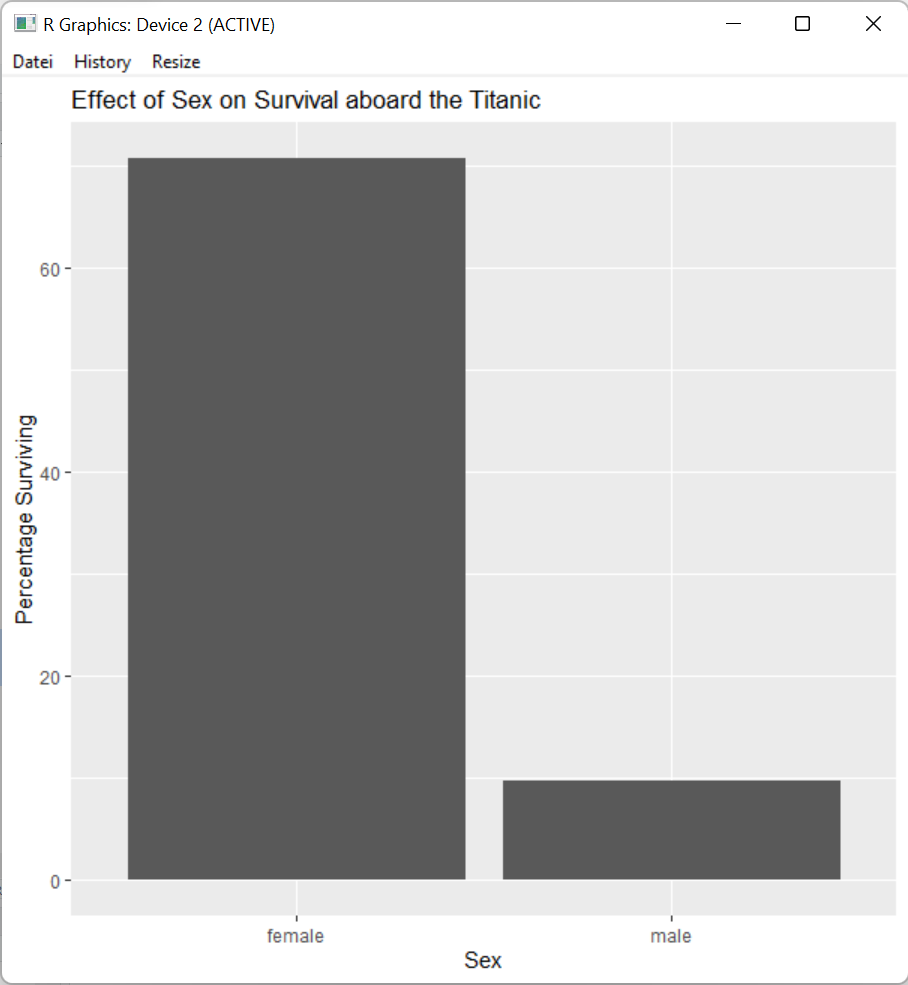 R Graphics: Device 2 (ACTIVE)
Datei History Resize
Effect of Sex on Survival aboard the Titanic
Percentage Surviving
60
40
20
0
female male
Sex